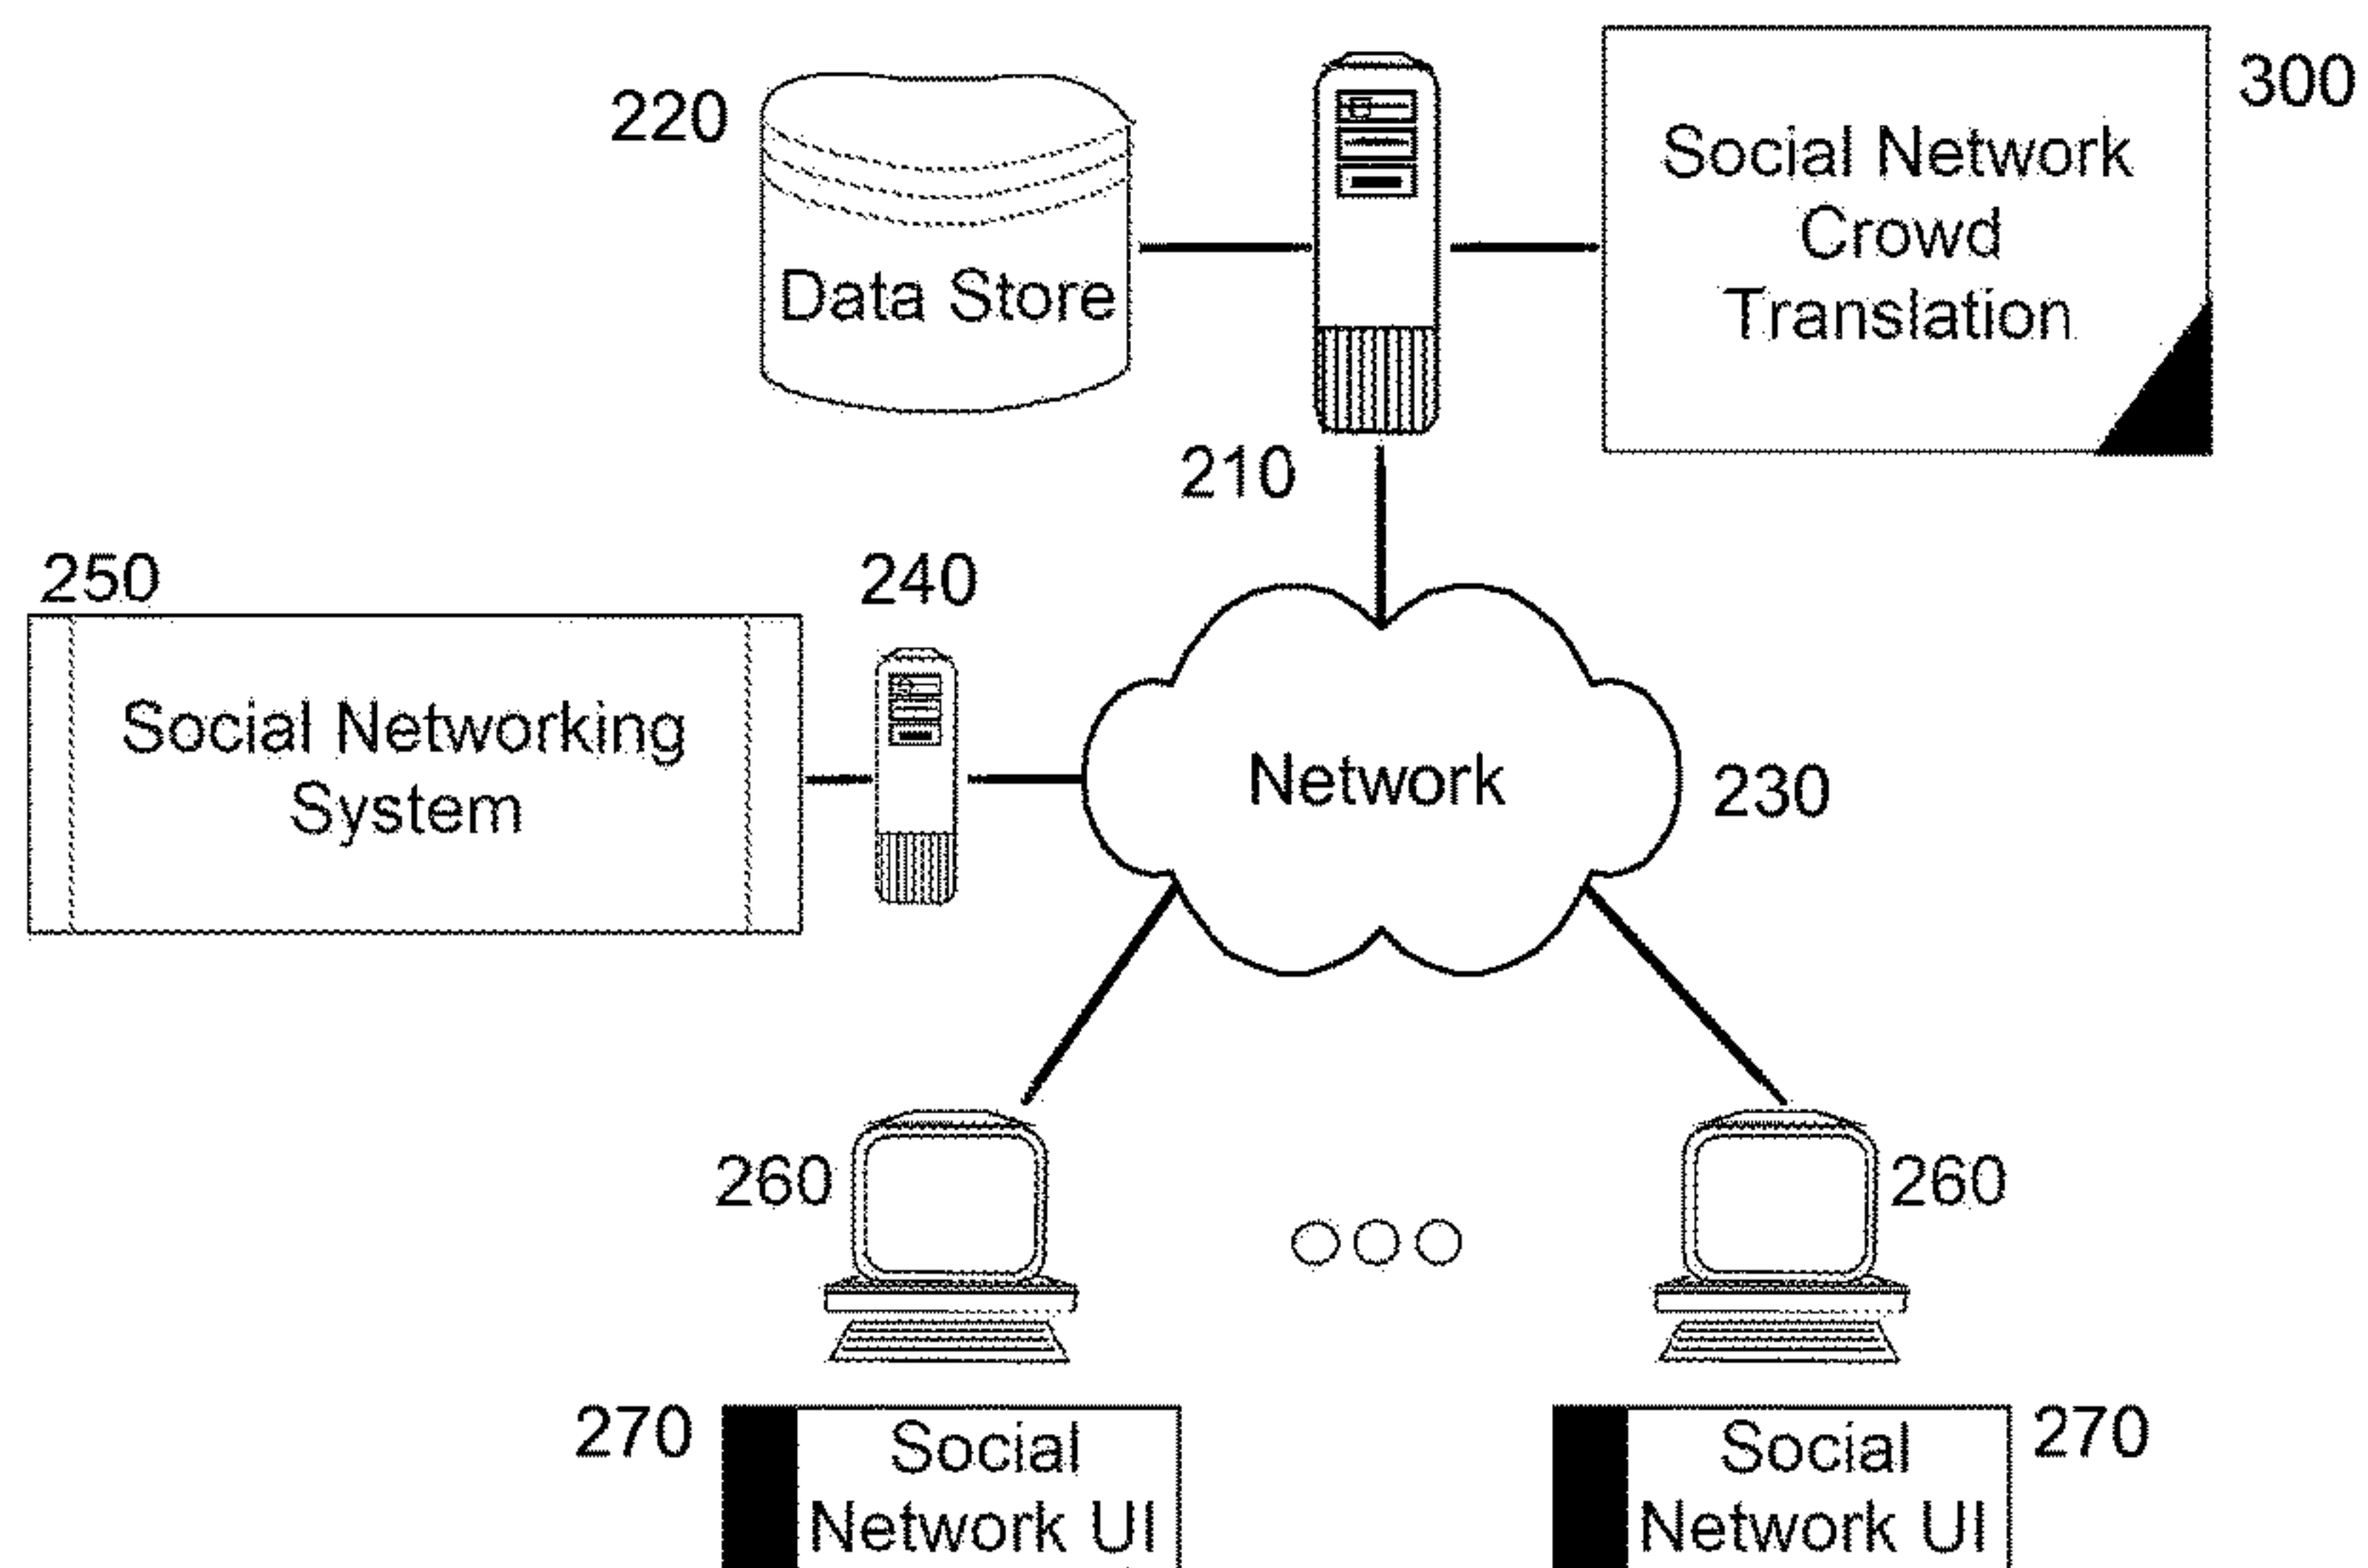 220
300
Social Network
Crowd
Translation
Data Store
210
250
240
Social Networking
System
Network
230
260
260
270
Social
Network UI
Social
Network UI
270